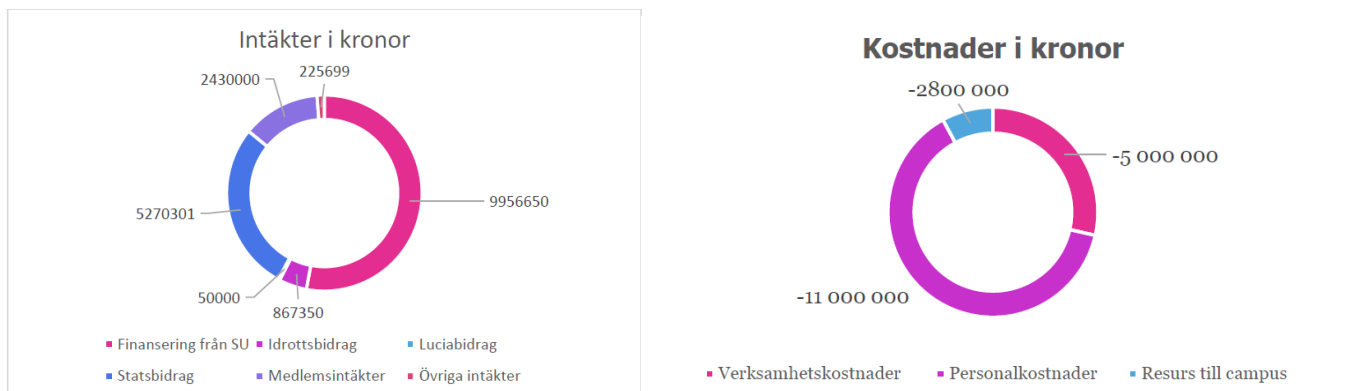 Intäkter i kronor
225699
2430000
9956650
5270301
50000
867350
Finansering från SU Idrottsbidrag Luciabidrag
Statsbidrag Medlemsintäkter Övriga intäkter
Kostnader i kronor
-2800 000
-5 000 000
-11 000 000
Verksamhetskostnader Personalkostnader Resurs till campus